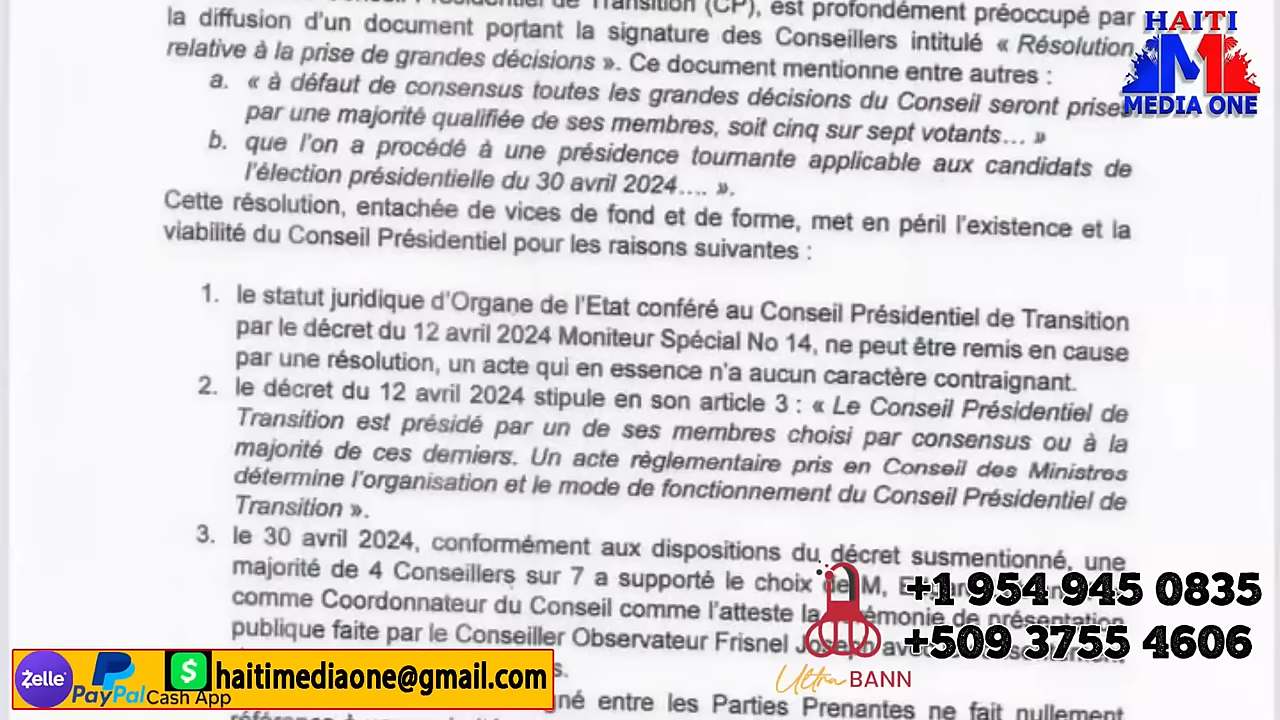 Transition (CP), est profondément préoccupé par
la diffusion d'un document portant la signature des Conseillers intitulé « Résolution
relative à la prise de grandes décisions ». Ce document mentionne entre autres :
a. « à défaut de consensus toutes les grandes décisions du Conseil seront prises
par une majorité qualifiée de ses membres, soit cinq sur sept votants... »
b. que l'on a procédé à une présidence tournante applicable aux candidats de
l'élection présidentielle du 30 avril 2024.... ».
Cette résolution, entachée de vices de fond et de forme, met en péril l'existence et la
viabilité du Conseil Présidentiel pour les raisons suivantes :
1. le statut juridique d'Organe de l'Etat conféré au Conseil Présidentiel de Transition
par le décret du 12 avril 2024 Moniteur Spécial No 14, ne peut être remis en cause
par une résolution, un acte qui en essence n'a aucun caractère contraignant.
2. le décret du 12 avril 2024 stipule en son article 3 : « Le Conseil Présidentiel de
Transition est présidé par un de ses membres choisi par consensus ou à la
majorité de ces derniers. Un acte règlementaire pris en Conseil des Ministres
détermine l'organisation et le mode de fonctionnement du Conseil Présidentiel de
Transition ».
3. le 30 avril 2024, conformément aux dispositions du décret susmentionné, une
majorité de 4 Conseillers sur 7 a supporté le choix de M,
comme Coordonnateur du Conseil comme l'atteste la cérémonie de présentation
publique faite par le Conseiller Observateur Frisnel Joseph
entre les Parties Prenantes ne fait nullement
HAITI
M
MEDIA ONE
+1 954 945 0835
+509 3755 4606
Ultra BANN
Zelle
PayPal
$
Cash App
haitimediaone@gmail.com